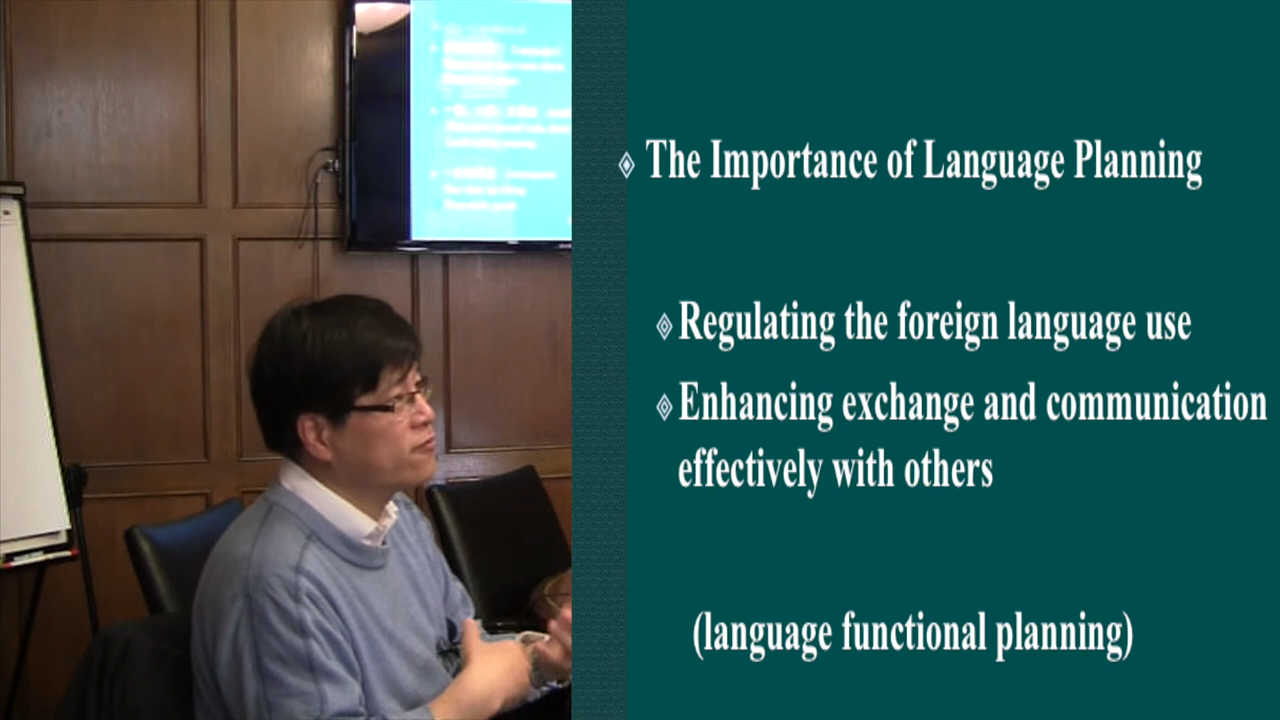 The Importance of Language Planning
Regulating the foreign language use
Enhancing exchange and communication
effectively with others
(language functional planning)